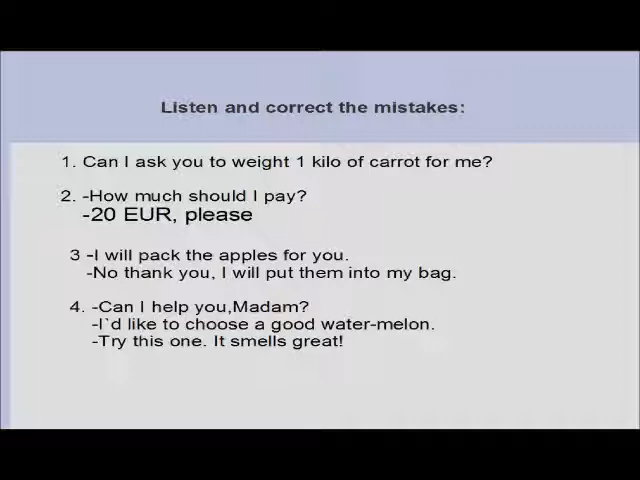 Listen and correct the mistakes:
1. Can I ask you to weight 1 kilo of carrot for me?
2. -How much should I pay?
-20 EUR, please
3 -I will pack the apples for you.
-No thank you, I will put them into my bag.
4. -Can I help you,Madam?
-I`d like to choose a good water-melon.
-Try this one. It smells great!